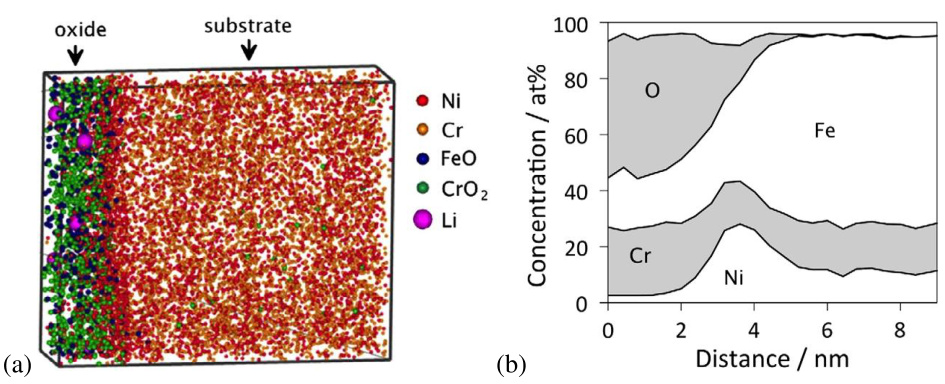 oxide
substrate
Ni
Cr
FeO
CrO₂
Li
(a)
100
80
60
40
20
0
Concentration / at%
O
Fe
Cr
Ni
0 2 4 6 8
Distance / nm
(b)